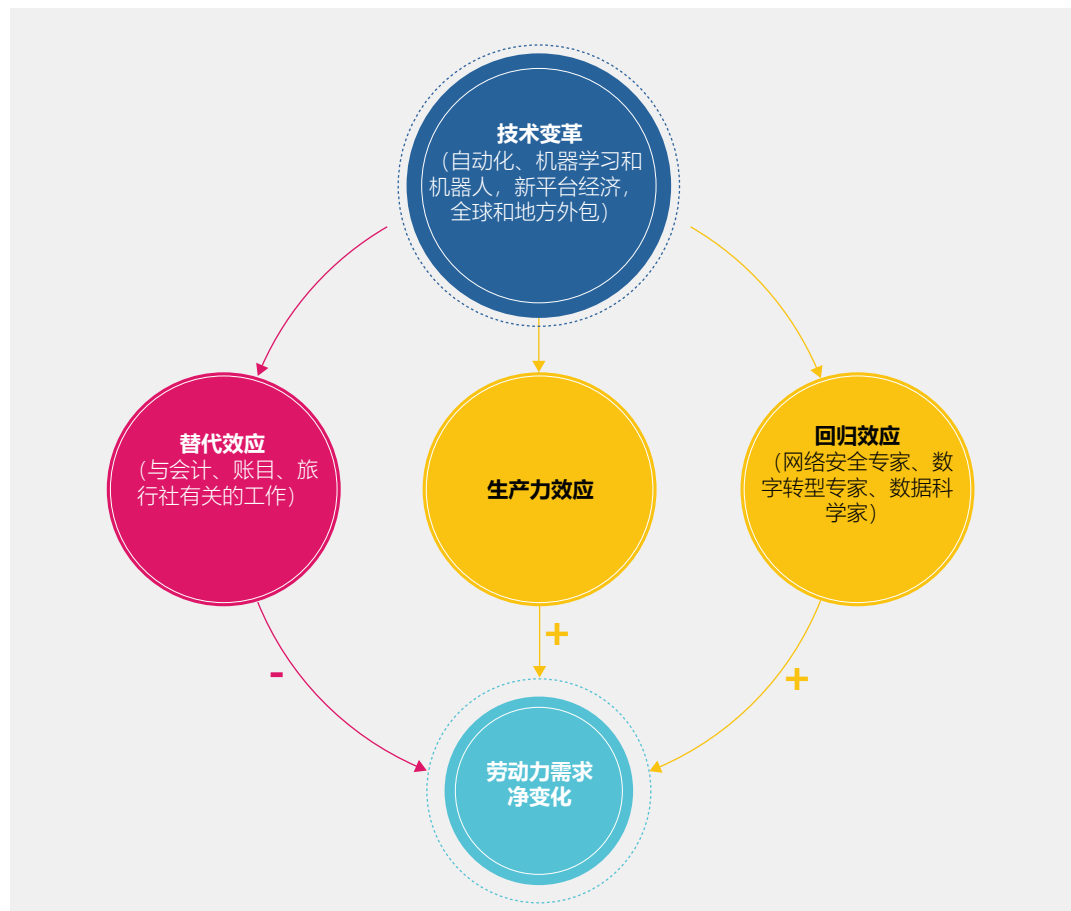 技术变革
（自动化、机器学习和
机器人，新平台经济，
全球和地方外包）
替代效应
（与会计、账目、旅
行社有关的工作）
生产力效应
回归效应
（网络安全专家、数
字转型专家、数据科
学家）
-
+
+
劳动力需求
净变化